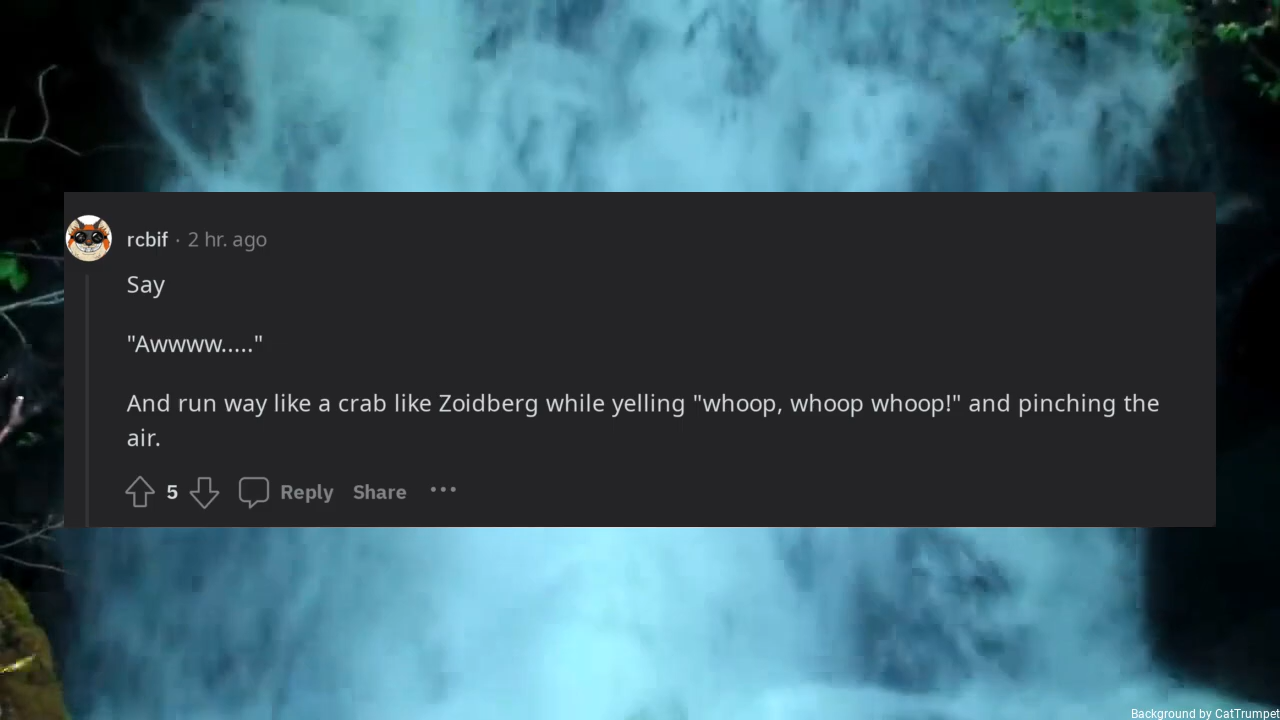 rcbif · 2 hr. ago
Say
"Awwww....."
And run way like a crab like Zoidberg while yelling "whoop, whoop whoop!" and pinching the
air.
5 Reply Share ···
Background by CatTrumpet